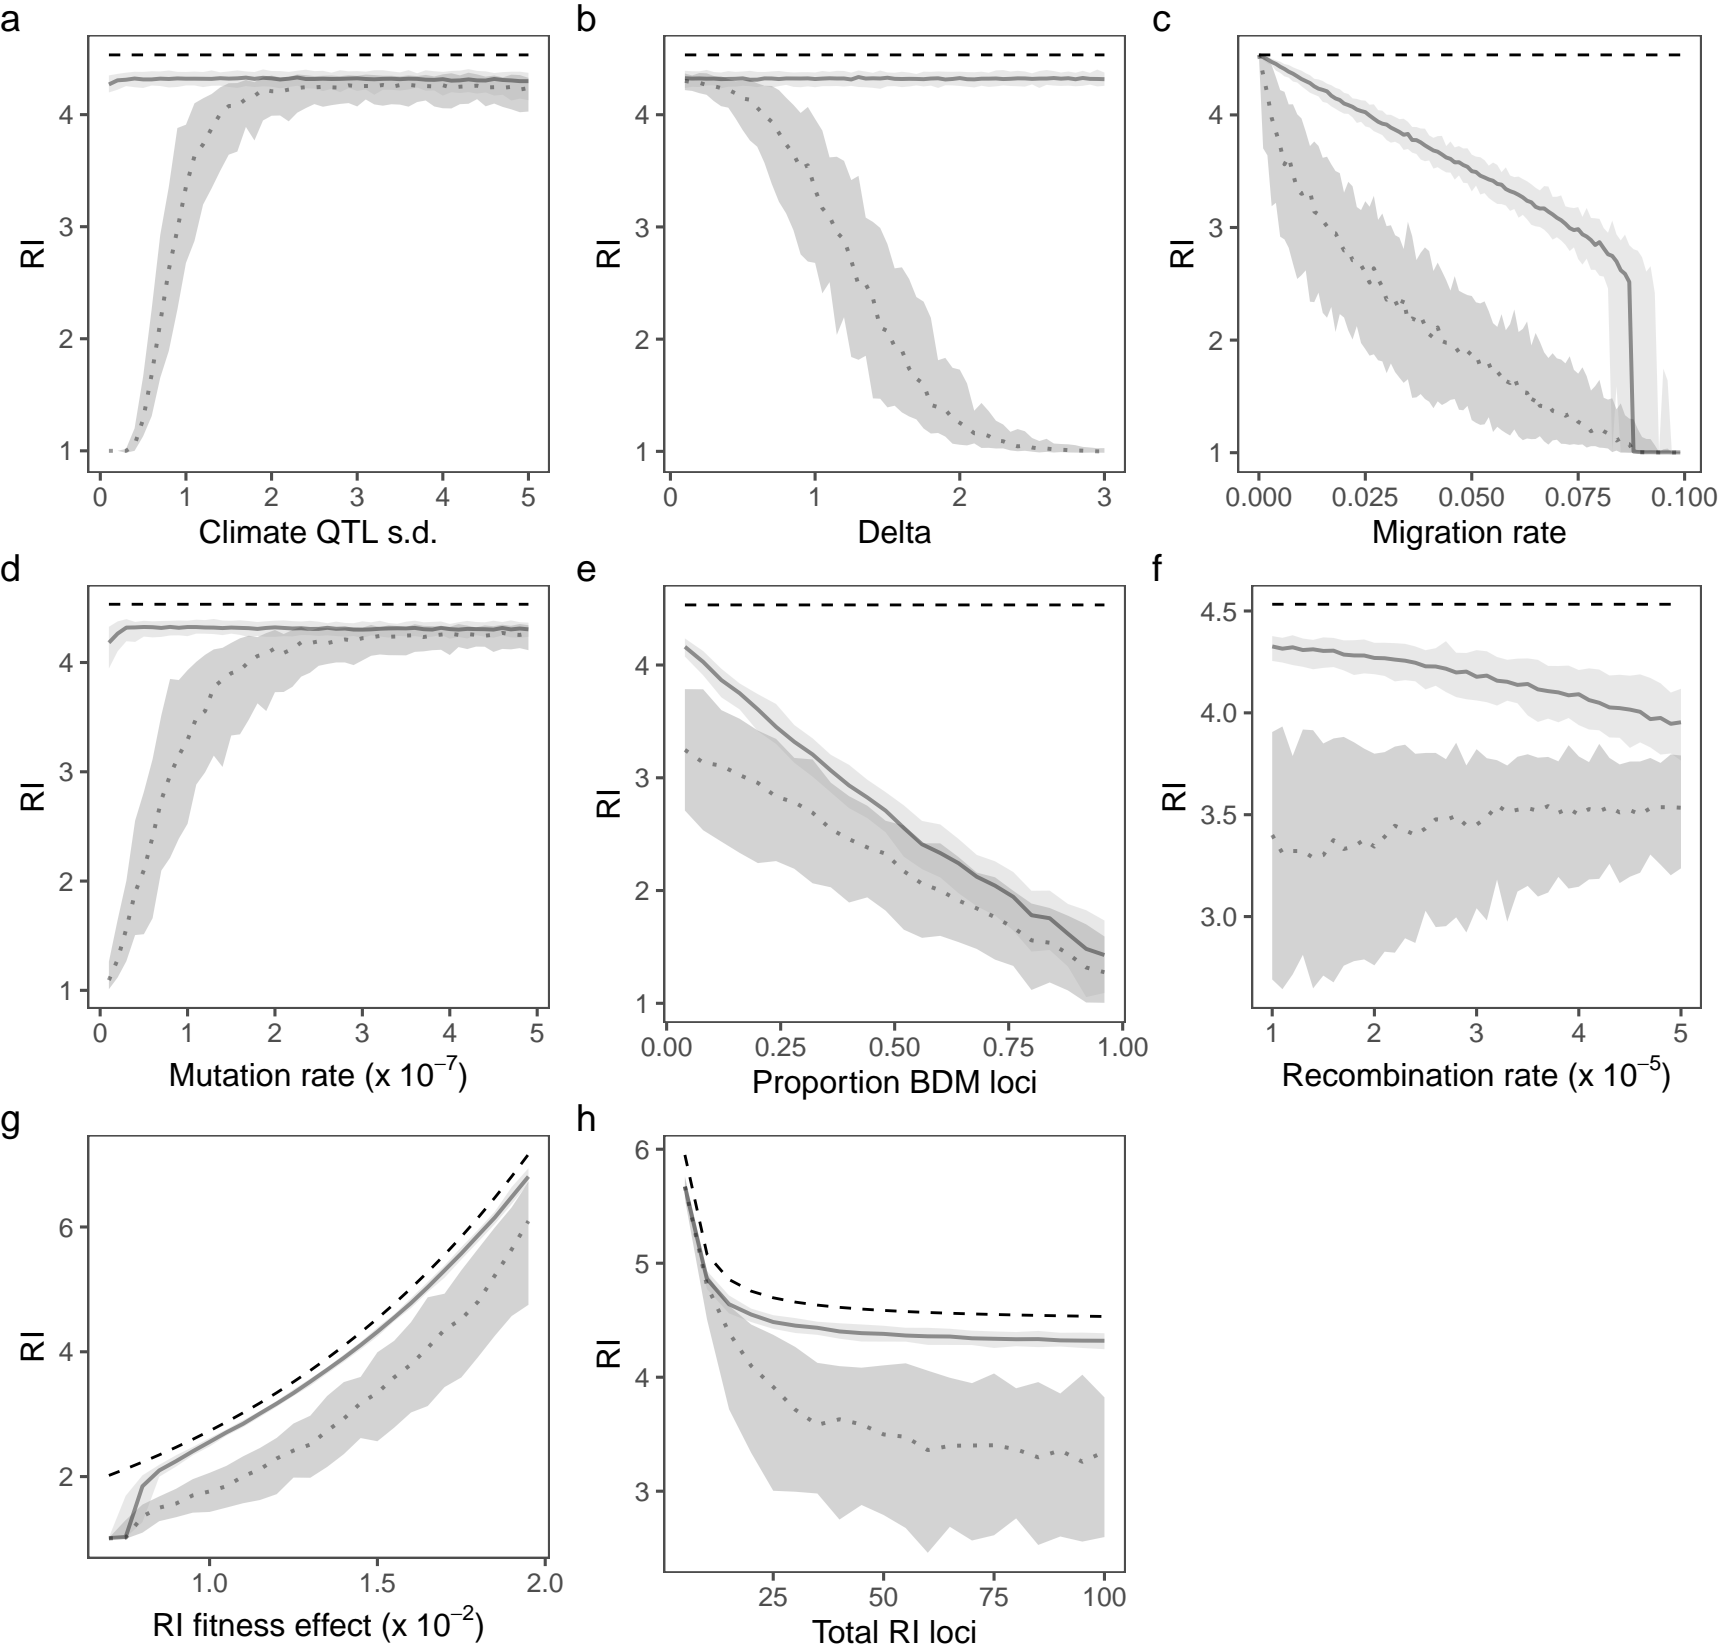 a
RI
4
3
2
1
0 1 2 3 4 5
Climate QTL s.d.
b
RI
4
3
2
1
0 1 2 3
Delta
c
RI
4
3
2
1
0.000 0.025 0.050 0.075 0.100
Migration rate
d
RI
4
3
2
1
0 1 2 3 4 5
Mutation rate (x 10⁻⁷)
e
RI
4
3
2
1
0.00 0.25 0.50 0.75 1.00
Proportion BDM loci
f
RI
4.5
4.0
3.5
3.0
1 2 3 4 5
Recombination rate (x 10⁻⁵)
g
RI
6
4
2
1.0 1.5 2.0
RI fitness effect (x 10⁻²)
h
RI
6
5
4
3
25 50 75 100
Total RI loci